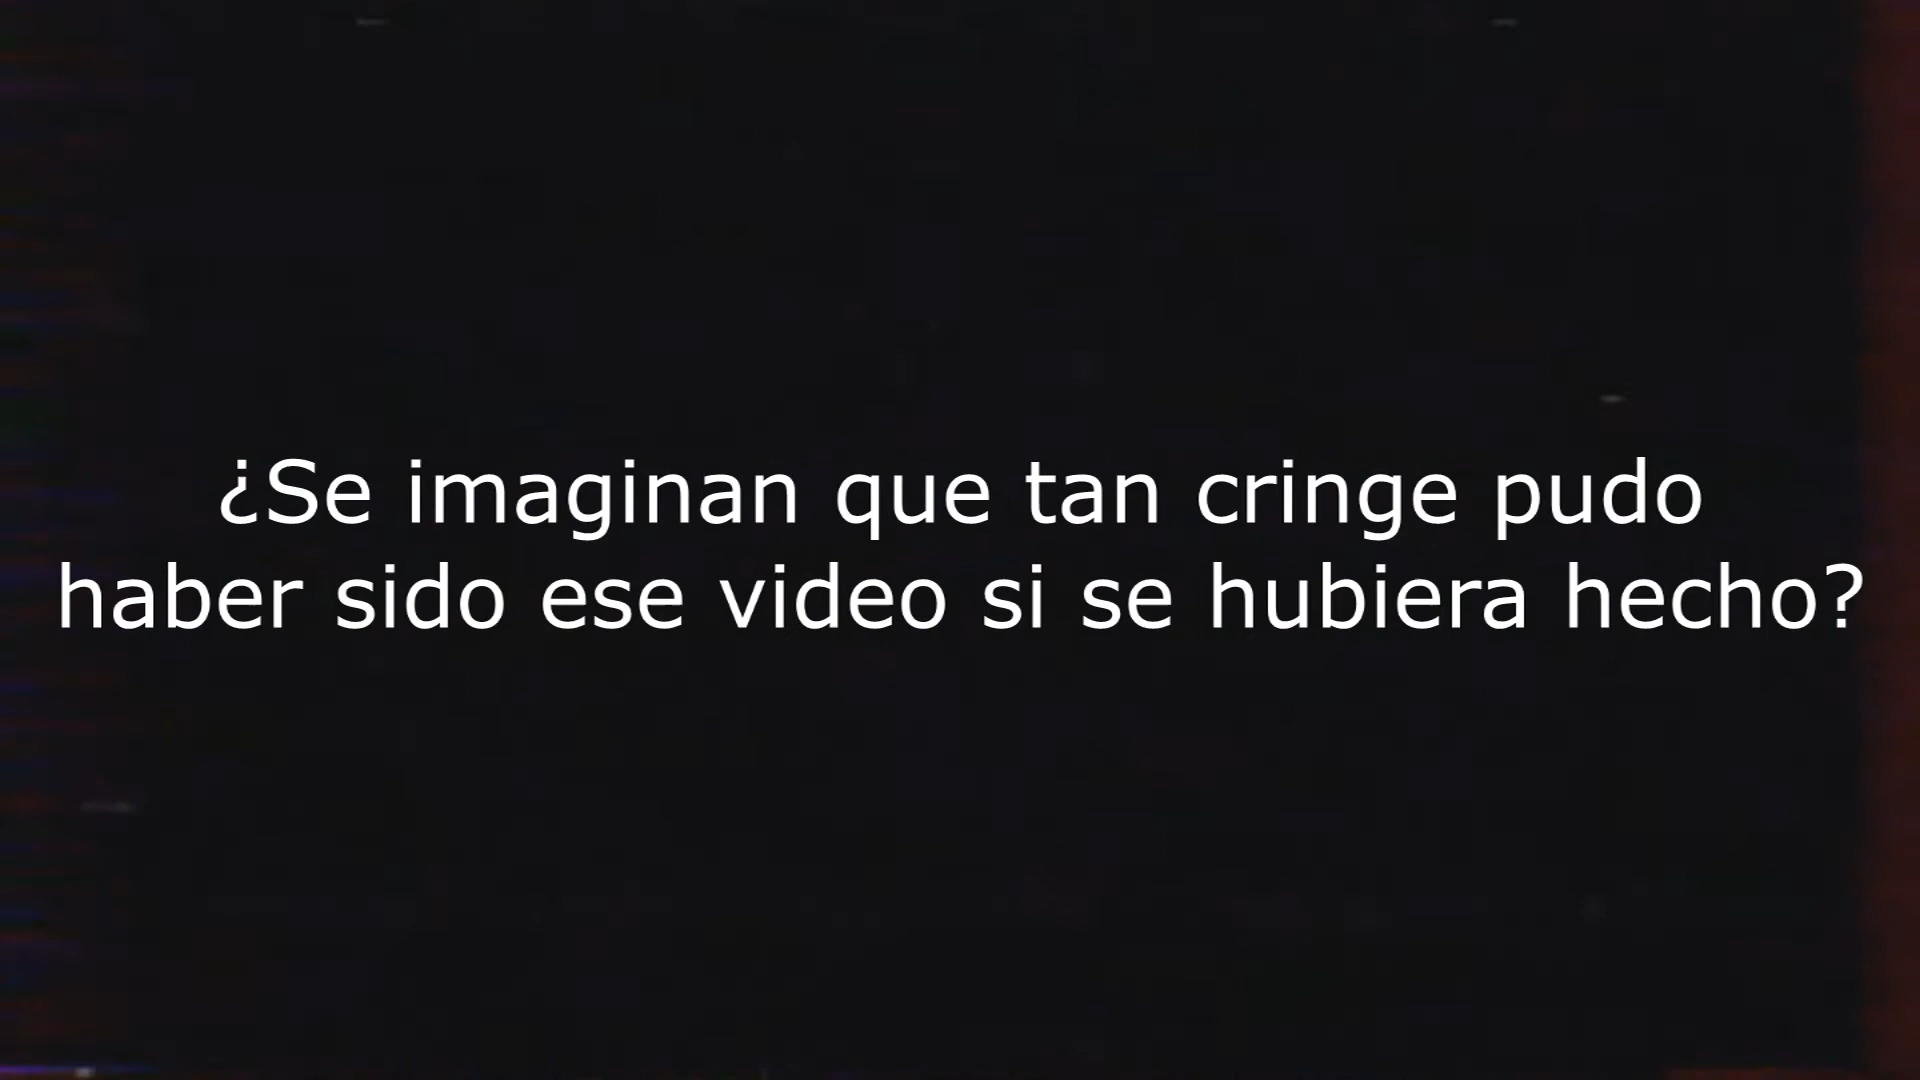 ¿Se imaginan que tan cringe pudo
haber sido ese video si se hubiera hecho?